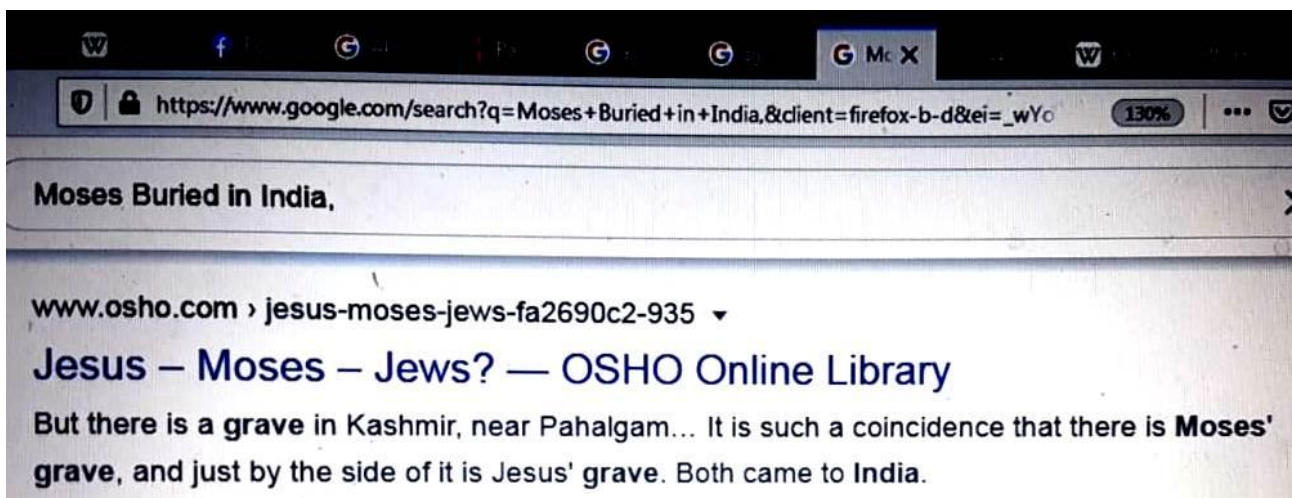 Mc
https://www.google.com/search?q=Moses+Buried+in+India,&client=firefox-b-d&ei=_wYo
130%
Moses Buried in India,
www.osho.com › jesus-moses-jews-fa2690c2-935
Jesus – Moses – Jews? — OSHO Online Library
But there is a grave in Kashmir, near Pahalgam... It is such a coincidence that there is Moses'
grave, and just by the side of it is Jesus' grave. Both came to India.